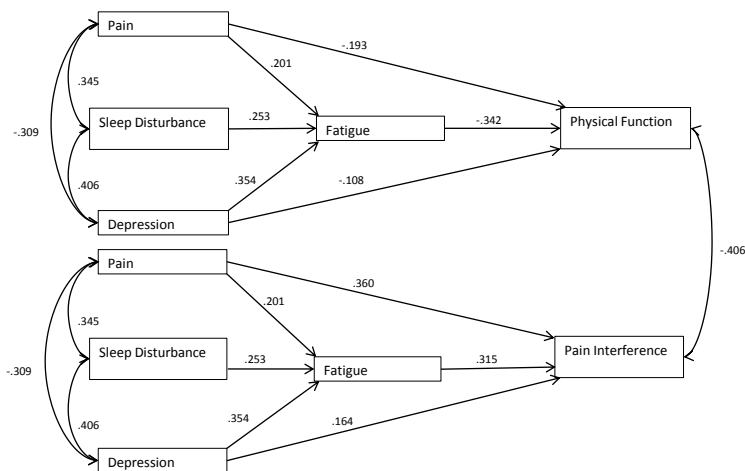 Pain
-.193
.201
.345
Sleep Disturbance
.253
Fatigue
-.342
Physical Function
-.309
.406
.354
-.108
Depression
-.406
Pain
.360
.201
.345
Sleep Disturbance
.253
Fatigue
.315
Pain Interference
-.309
.406
.354
.164
Depression